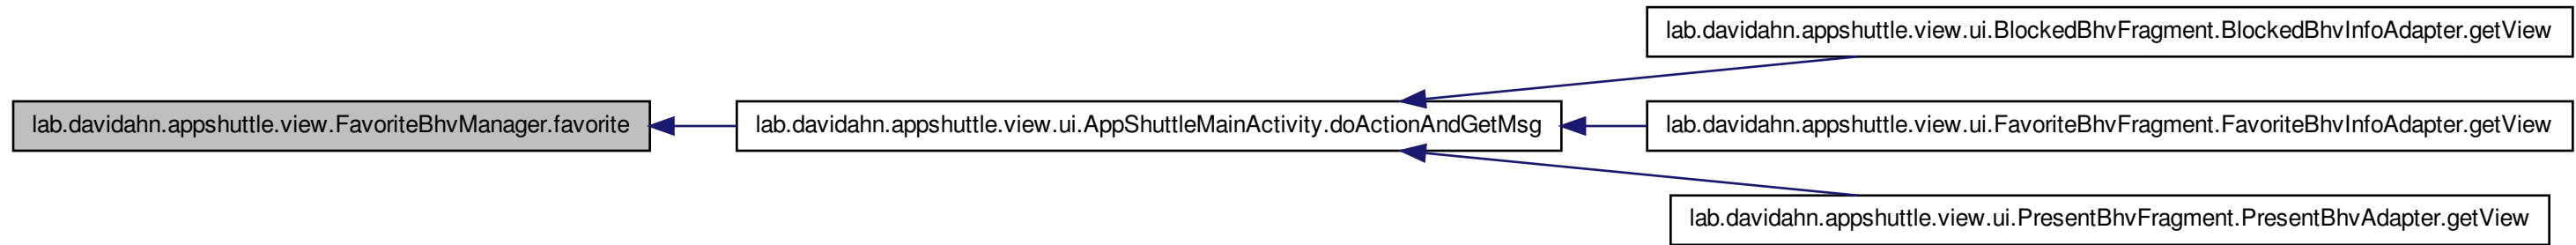 lab.davidahn.appshuttle.view.ui.BlockedBhvFragment.BlockedBhvInfoAdapter.getView
lab.davidahn.appshuttle.view.FavoriteBhvManager.favorite
lab.davidahn.appshuttle.view.ui.AppShuttleMainActivity.doActionAndGetMsg
lab.davidahn.appshuttle.view.ui.FavoriteBhvFragment.FavoriteBhvInfoAdapter.getView
lab.davidahn.appshuttle.view.ui.PresentBhvFragment.PresentBhvAdapter.getView